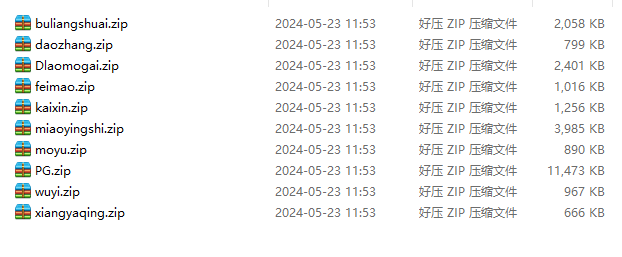 buliangshuai.zip 2024-05-23 11:53 好压 ZIP 压缩文件 2,058 KB
daozhang.zip 2024-05-23 11:53 好压 ZIP 压缩文件 799 KB
Dlaomogai.zip 2024-05-23 11:53 好压 ZIP 压缩文件 2,401 KB
feimao.zip 2024-05-23 11:53 好压 ZIP 压缩文件 1,016 KB
kaixin.zip 2024-05-23 11:53 好压 ZIP 压缩文件 1,256 KB
miaoyingshi.zip 2024-05-23 11:53 好压 ZIP 压缩文件 3,985 KB
moyu.zip 2024-05-23 11:53 好压 ZIP 压缩文件 890 KB
PG.zip 2024-05-23 11:53 好压 ZIP 压缩文件 11,473 KB
wuyi.zip 2024-05-23 11:53 好压 ZIP 压缩文件 967 KB
xiangyaqing.zip 2024-05-23 11:53 好压 ZIP 压缩文件 666 KB